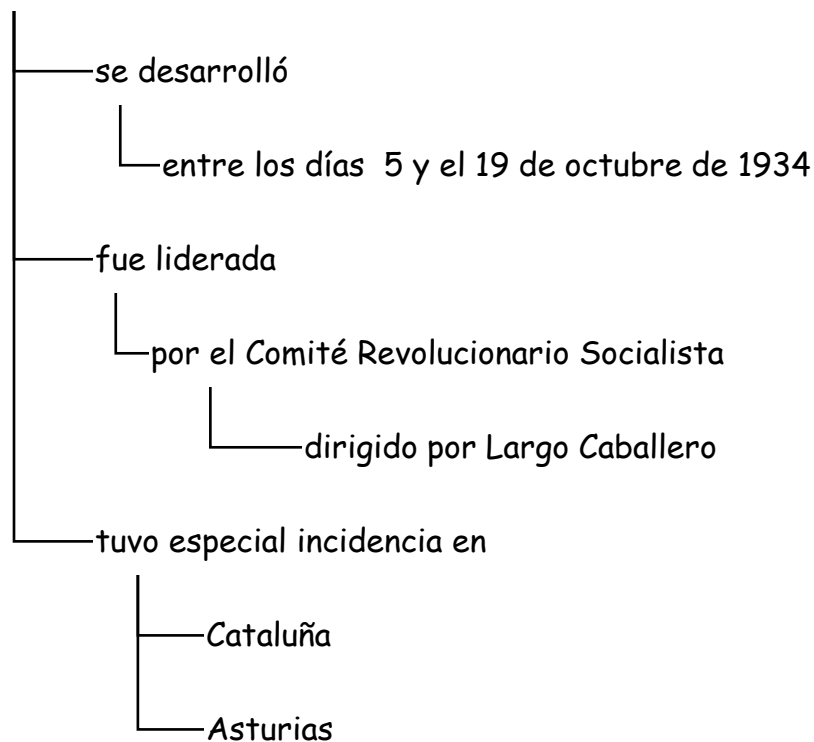 se desarrolló
entre los días  5 y el 19 de octubre de 1934
fue liderada
por el Comité Revolucionario Socialista
dirigido por Largo Caballero
tuvo especial incidencia en
Cataluña
Asturias